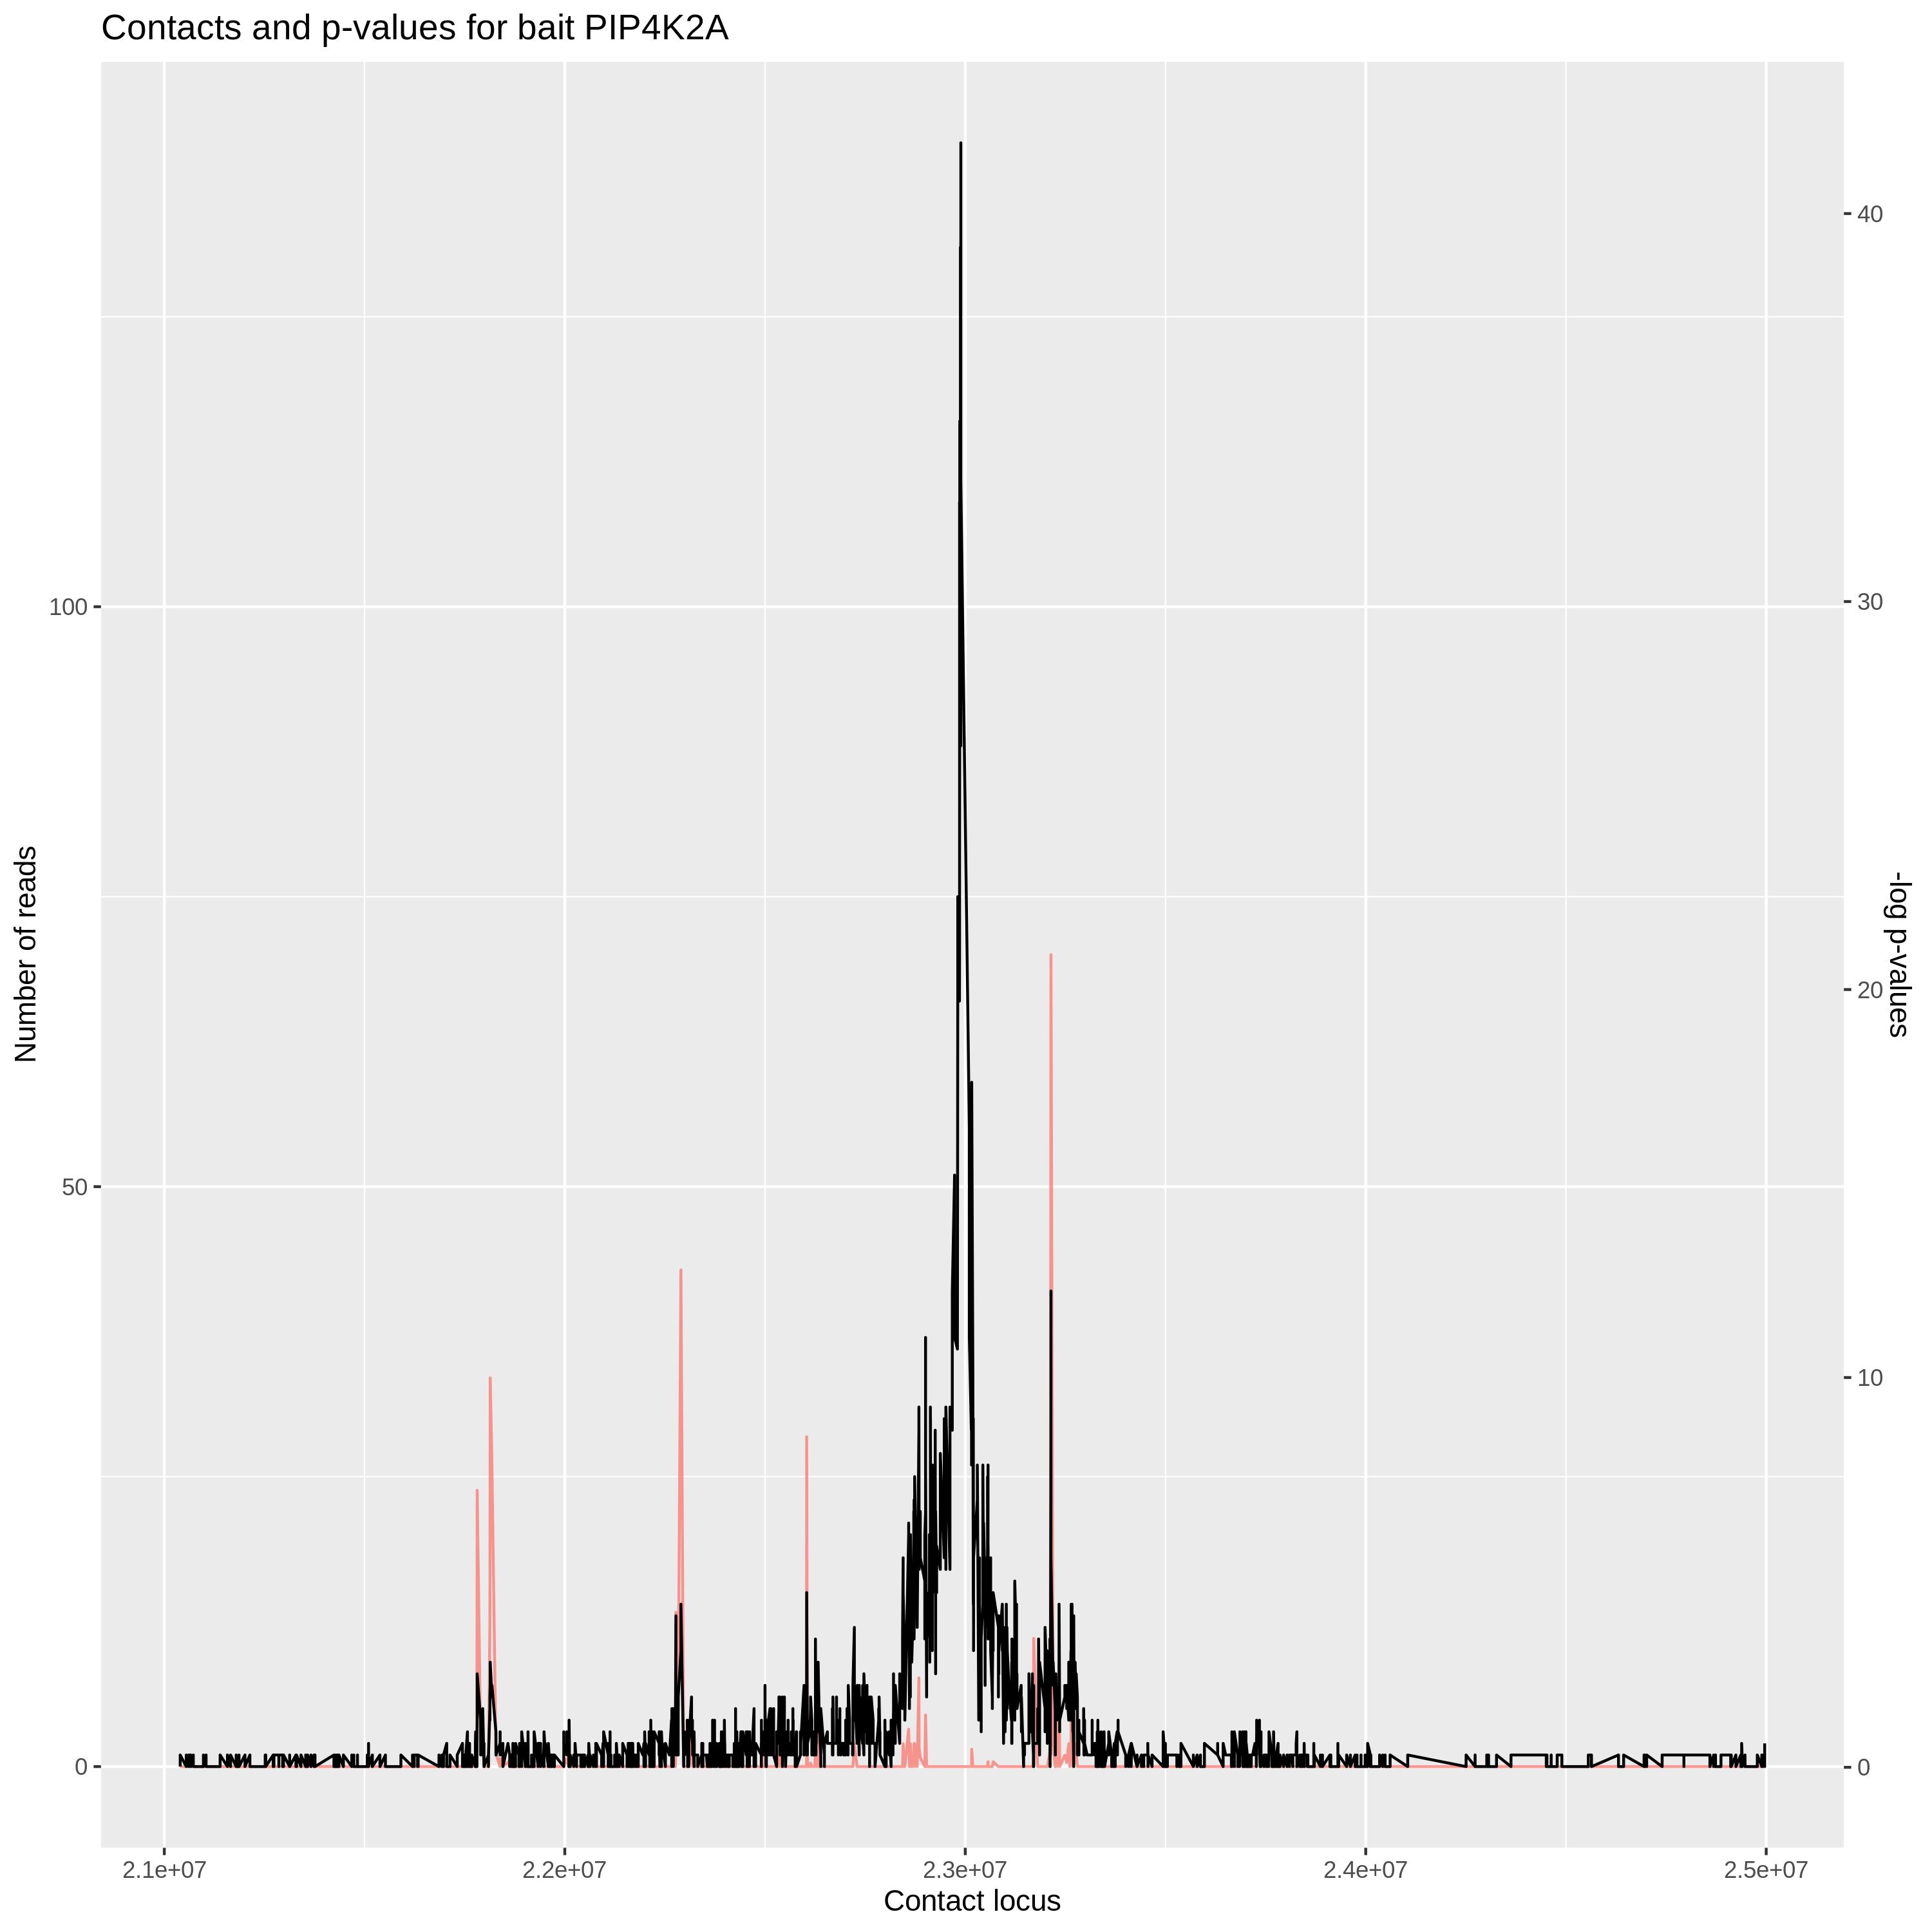 Contacts and p-values for bait PIP4K2A
Number of reads
100
50
0
40
30
20
10
0
-log p-values
2.1e+07
2.2e+07
2.3e+07
2.4e+07
2.5e+07
Contact locus